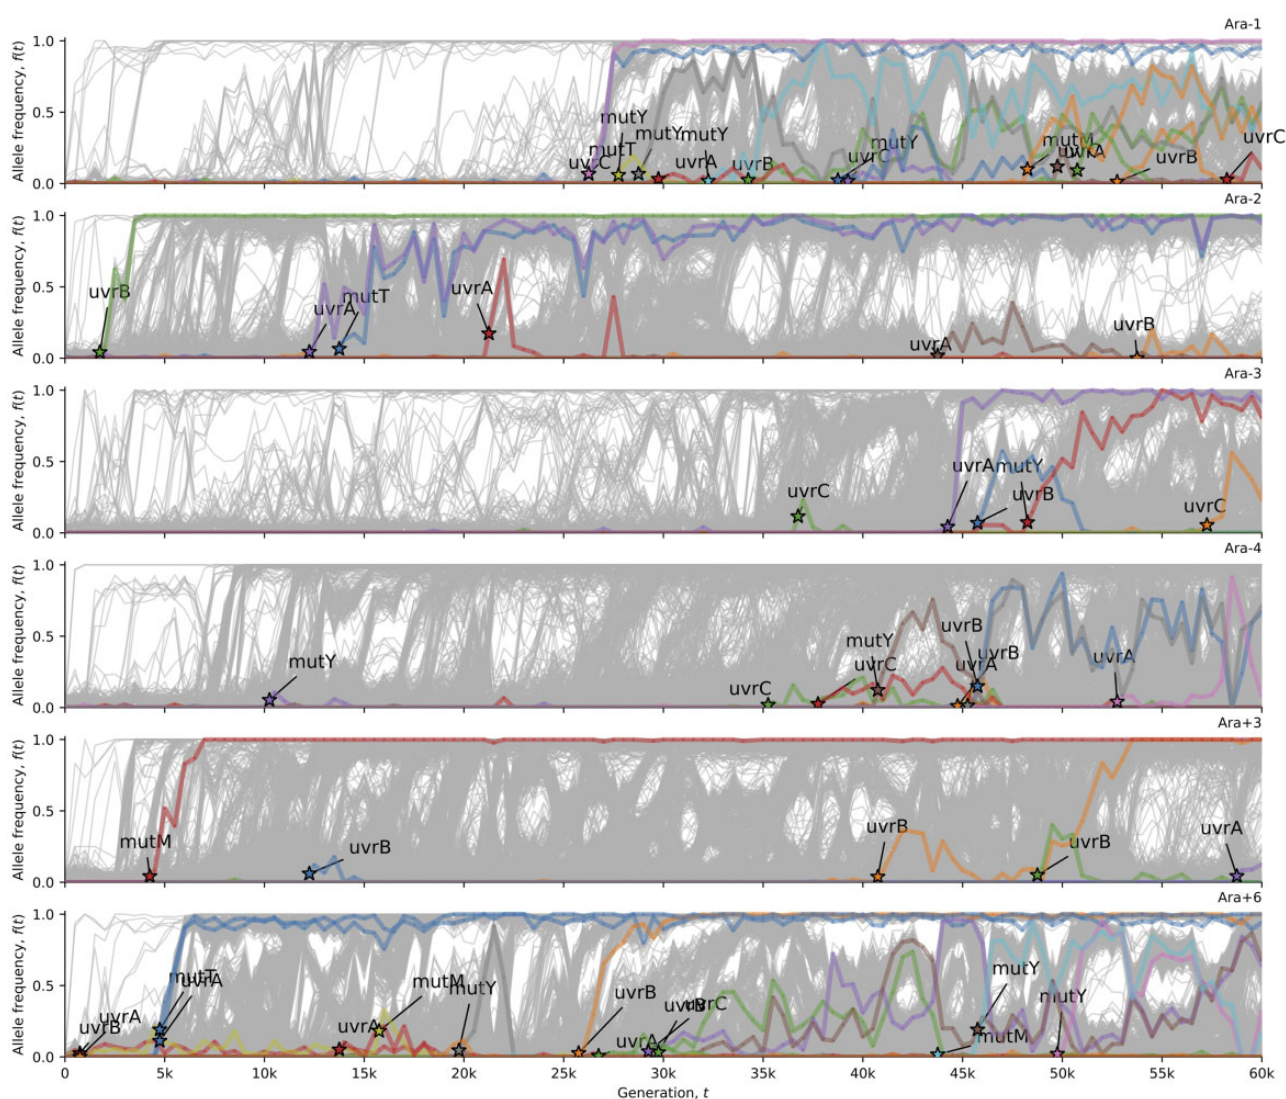 Ara-1
Allele frequency, f(t)
1.0
0.5
0.0
uvrC
mutT
mutY
mutY
mutY
uvrA
uvrB
uvrC
mutY
mutM
uvrA
uvrB
uvrC
Ara-2
Allele frequency, f(t)
1.0
0.5
0.0
uvrB
uvrA
mutT
uvrA
uvrA
uvrB
Ara-3
Allele frequency, f(t)
1.0
0.5
0.0
uvrC
uvrA
mutY
uvrB
uvrC
Ara-4
Allele frequency, f(t)
1.0
0.5
0.0
mutY
uvrC
mutY
uvrC
uvrB
uvrA
uvrB
uvrA
Ara+3
Allele frequency, f(t)
1.0
0.5
0.0
mutM
uvrB
uvrB
uvrB
uvrA
Ara+6
Allele frequency, f(t)
1.0
0.5
0.0
uvrB
uvrA
mutT
uvrA
uvrA
mutM
mutY
uvrB
uvrA
uvrB
uvrC
mutY
mutM
mutY
0 5k 10k 15k 20k 25k 30k 35k 40k 45k 50k 55k 60k
Generation, t